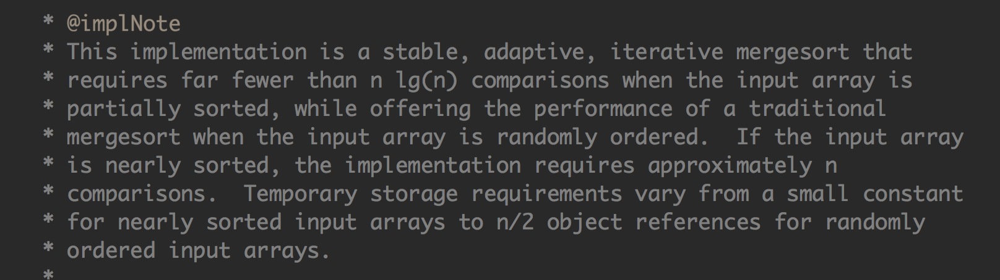 * @implNote
* This implementation is a stable, adaptive, iterative mergesort that
* requires far fewer than n lg(n) comparisons when the input array is
* partially sorted, while offering the performance of a traditional
* mergesort when the input array is randomly ordered.  If the input array
* is nearly sorted, the implementation requires approximately n
* comparisons.  Temporary storage requirements vary from a small constant
* for nearly sorted input arrays to n/2 object references for randomly
* ordered input arrays.
*